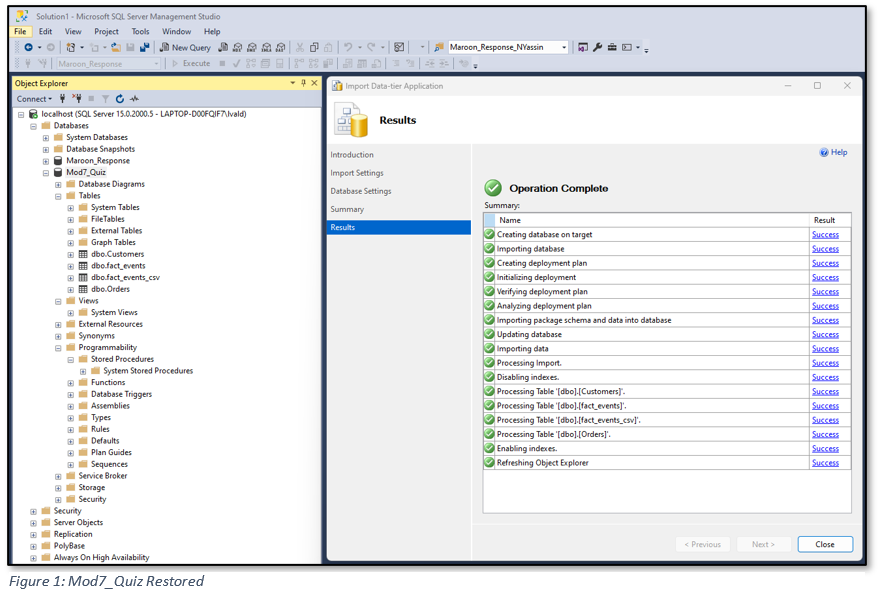 Solution1 - Microsoft SQL Server Management Studio
File Edit View Project Tools Window Help
New Query Maroon_Response_NYassin
Maroon_Response Execute
Object Explorer
Connect
localhost (SQL Server 15.0.2000.5 - LAPTOP-D00FQIF7\lvald)
Databases
System Databases
Database Snapshots
Maroon_Response
Mod7_Quiz
Database Diagrams
Tables
System Tables
FileTables
External Tables
Graph Tables
dbo.Customers
dbo.fact_events
dbo.fact_events_csv
dbo.Orders
Views
System Views
External Resources
Synonyms
Programmability
Stored Procedures
System Stored Procedures
Functions
Database Triggers
Assemblies
Types
Rules
Defaults
Plan Guides
Sequences
Service Broker
Storage
Security
Security
Server Objects
Replication
PolyBase
Always On High Availability
Import Data-tier Application
Results
Introduction
Import Settings
Database Settings
Summary
Results
Help
Operation Complete
Summary:
Name Result
Creating database on target Success
Importing database Success
Creating deployment plan Success
Initializing deployment Success
Verifying deployment plan Success
Analyzing deployment plan Success
Importing package schema and data into database Success
Updating database Success
Importing data Success
Processing Import. Success
Disabling indexes. Success
Processing Table '[dbo].[Customers]'. Success
Processing Table '[dbo].[fact_events]'. Success
Processing Table '[dbo].[fact_events_csv]'. Success
Processing Table '[dbo].[Orders]'. Success
Enabling indexes. Success
Refreshing Object Explorer Success
< Previous Next > Close
Figure 1: Mod7_Quiz Restored